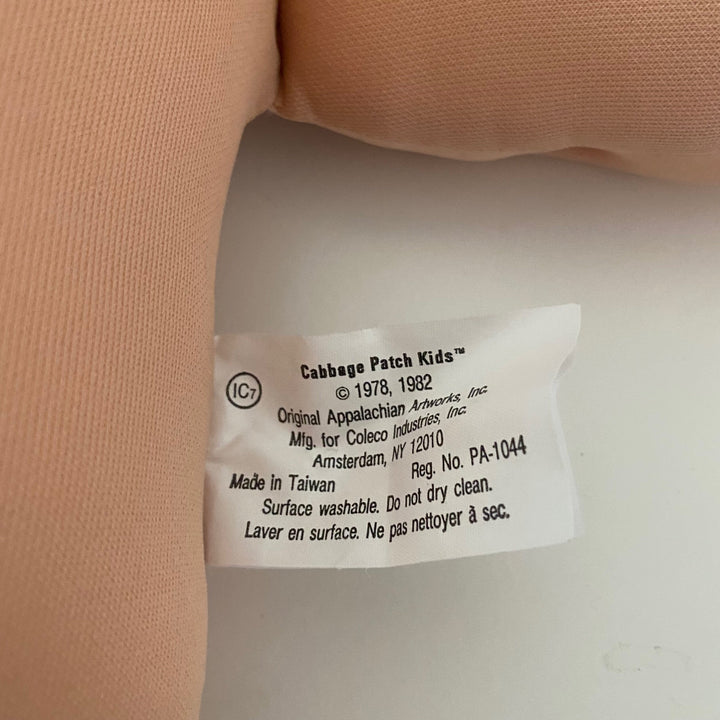 Cabbage Patch Kids™
IC7
© 1978, 1982
Original Appalachian Artworks, Inc.
Mfg. for Coleco Industries, Inc.
Amsterdam, NY 12010
Reg. No. PA-1044
Made in Taiwan
Surface washable. Do not dry clean.
Laver en surface. Ne pas nettoyer à sec.